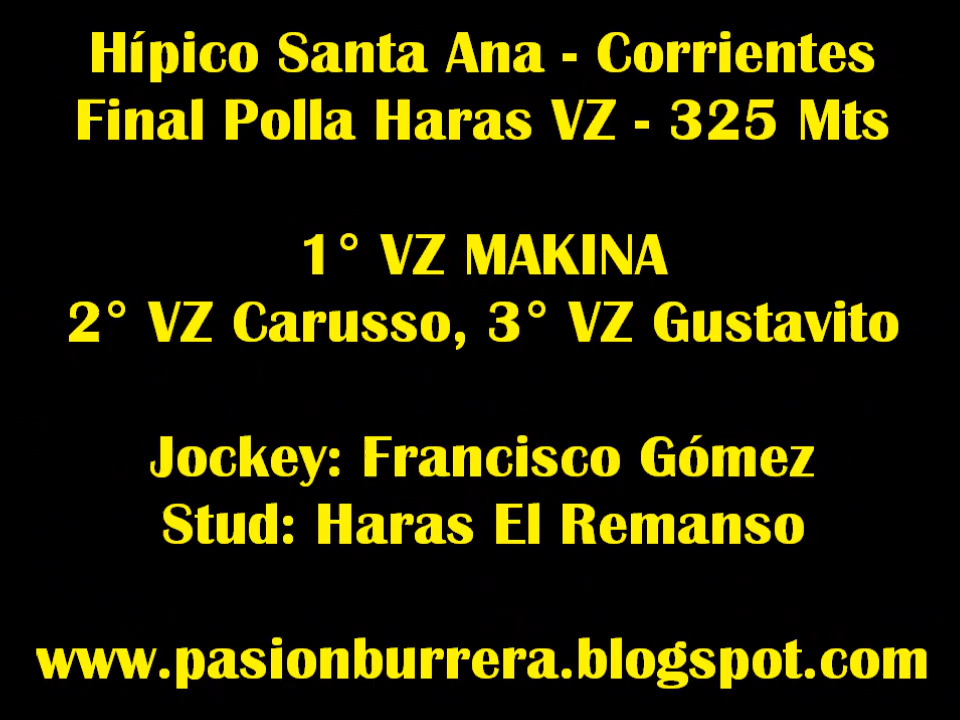 Hípico Santa Ana - Corrientes
Final Polla Haras VZ - 325 Mts
1° VZ MAKINA
2° VZ Carusso, 3° VZ Gustavito
Jockey: Francisco Gómez
Stud: Haras El Remanso
www.pasionburrera.blogspot.com